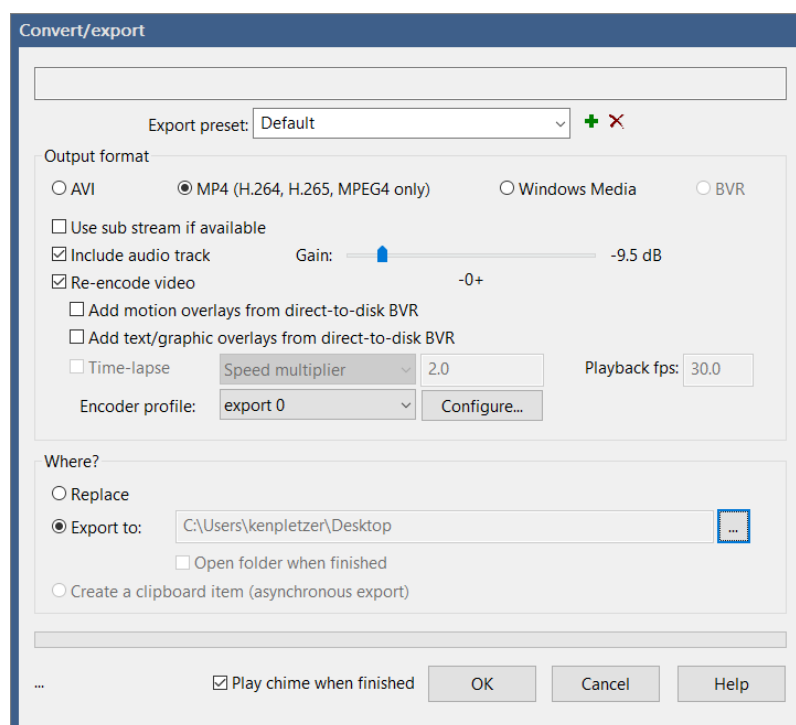 Convert/export
Export preset: Default
Output format
AVI MP4 (H.264, H.265, MPEG4 only) Windows Media BVR
Use sub stream if available
Include audio track Gain: -9.5 dB
Re-encode video -0+
Add motion overlays from direct-to-disk BVR
Add text/graphic overlays from direct-to-disk BVR
Time-lapse Speed multiplier 2.0 Playback fps: 30.0
Encoder profile: export 0 Configure...
Where?
Replace
Export to: C:\Users\kenpletzer\Desktop ...
Open folder when finished
Create a clipboard item (asynchronous export)
... Play chime when finished OK Cancel Help